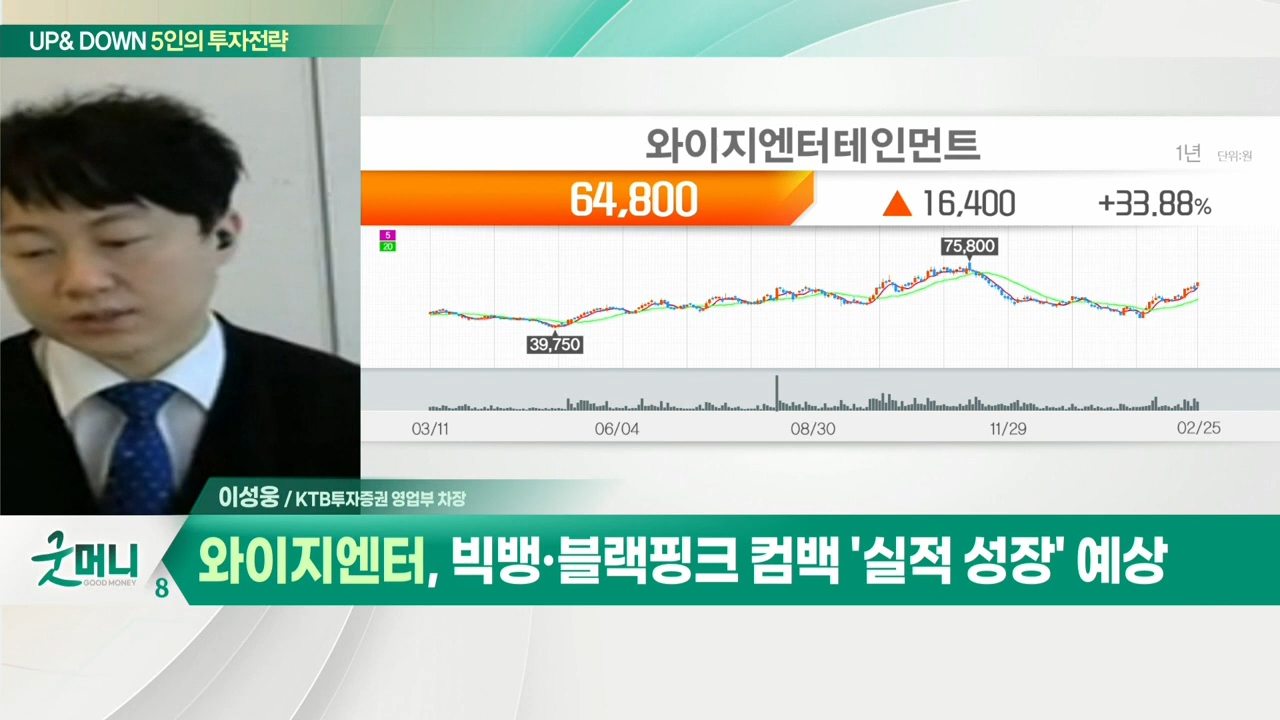 UP& DOWN 5인의 투자전략
와이지엔터테인먼트
1년 단위:원
64,800 ▲ 16,400 +33.88%
5
20
75,800
39,750
03/11 06/04 08/30 11/29 02/25
이성웅 / KTB투자증권 영업부 차장
굿머니
GOOD MONEY
8
와이지엔터, 빅뱅·블랙핑크 컴백 '실적 성장' 예상